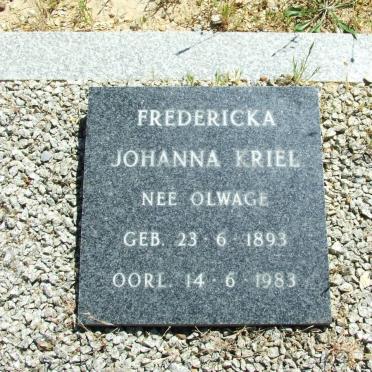 FREDERICKA
JOHANNA KRIEL
NEE OLWAGE
GEB. 23·6·1893
OORL. 14·6·1983